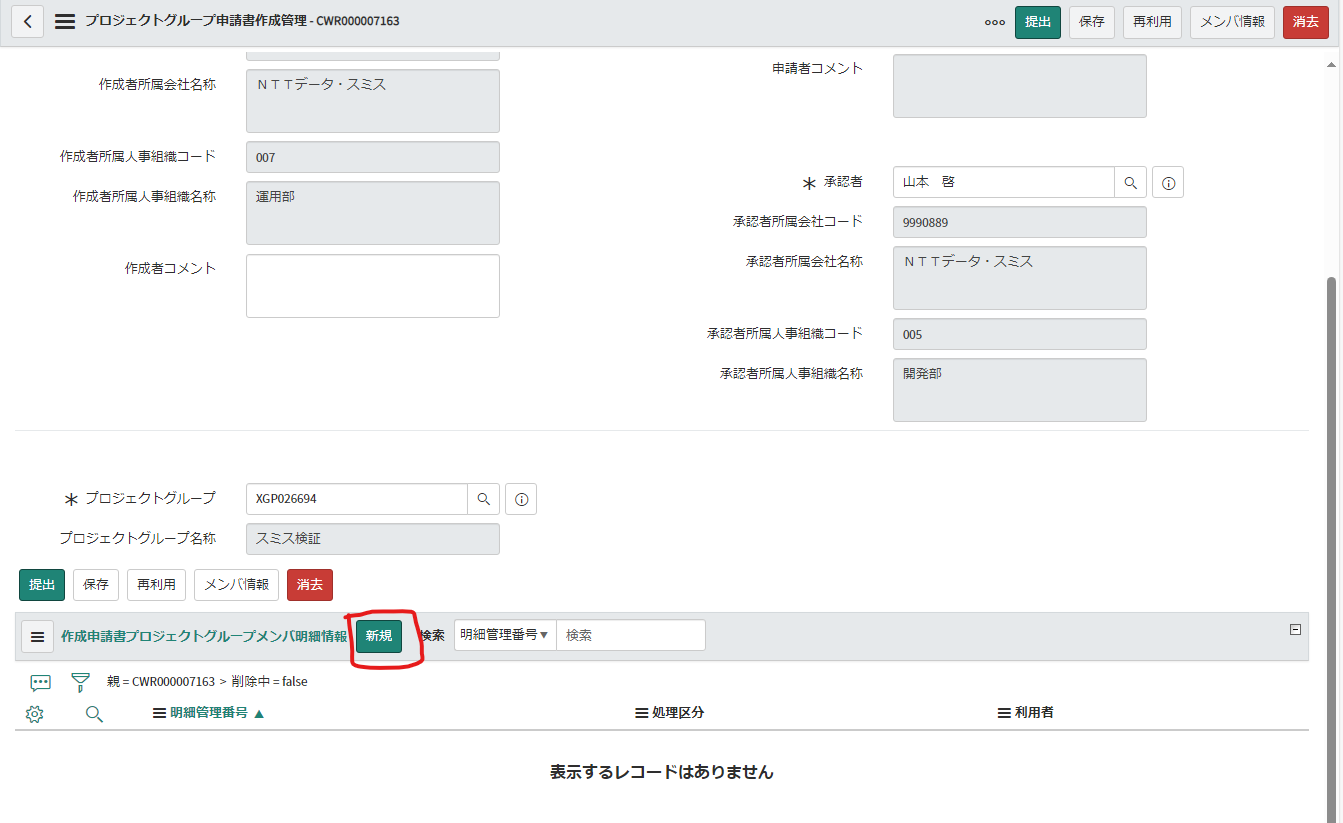 プロジェクトグループ申請書作成管理 - CWR000007163
提出 保存 再利用 メンバ情報 消去
作成者所属会社名称 ＮＴＴデータ・スミス
作成者所属人事組織コード 007
作成者所属人事組織名称 運用部
作成者コメント
申請者コメント
＊ 承認者 山本　啓
承認者所属会社コード 9990889
承認者所属会社名称 ＮＴＴデータ・スミス
承認者所属人事組織コード 005
承認者所属人事組織名称 開発部
＊ プロジェクトグループ XGP026694
プロジェクトグループ名称 スミス検証
提出 保存 再利用 メンバ情報 消去
作成申請書プロジェクトグループメンバ明細情報 新規 検索 明細管理番号▼ 検索
親 = CWR000007163 > 削除中 = false
明細管理番号 ▲ 処理区分 利用者
表示するレコードはありません